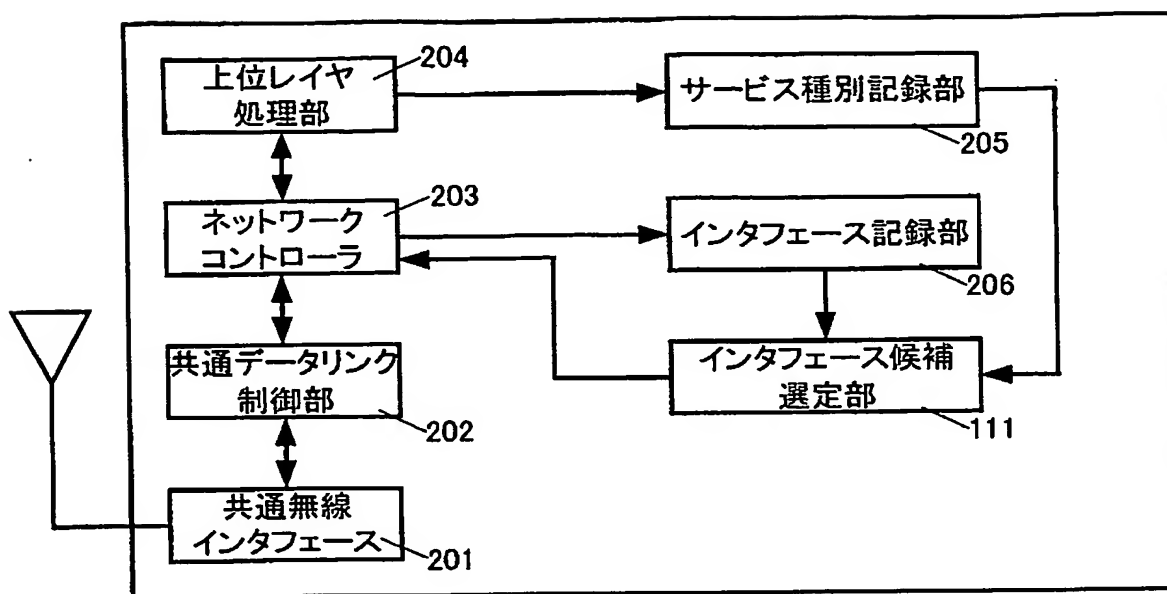 上位レイヤ
処理部
204
サービス種別記録部
205
ネットワーク
コントローラ
203
インタフェース記録部
206
共通データリンク
制御部
202
インタフェース候補
選定部
111
共通無線
インタフェース
201